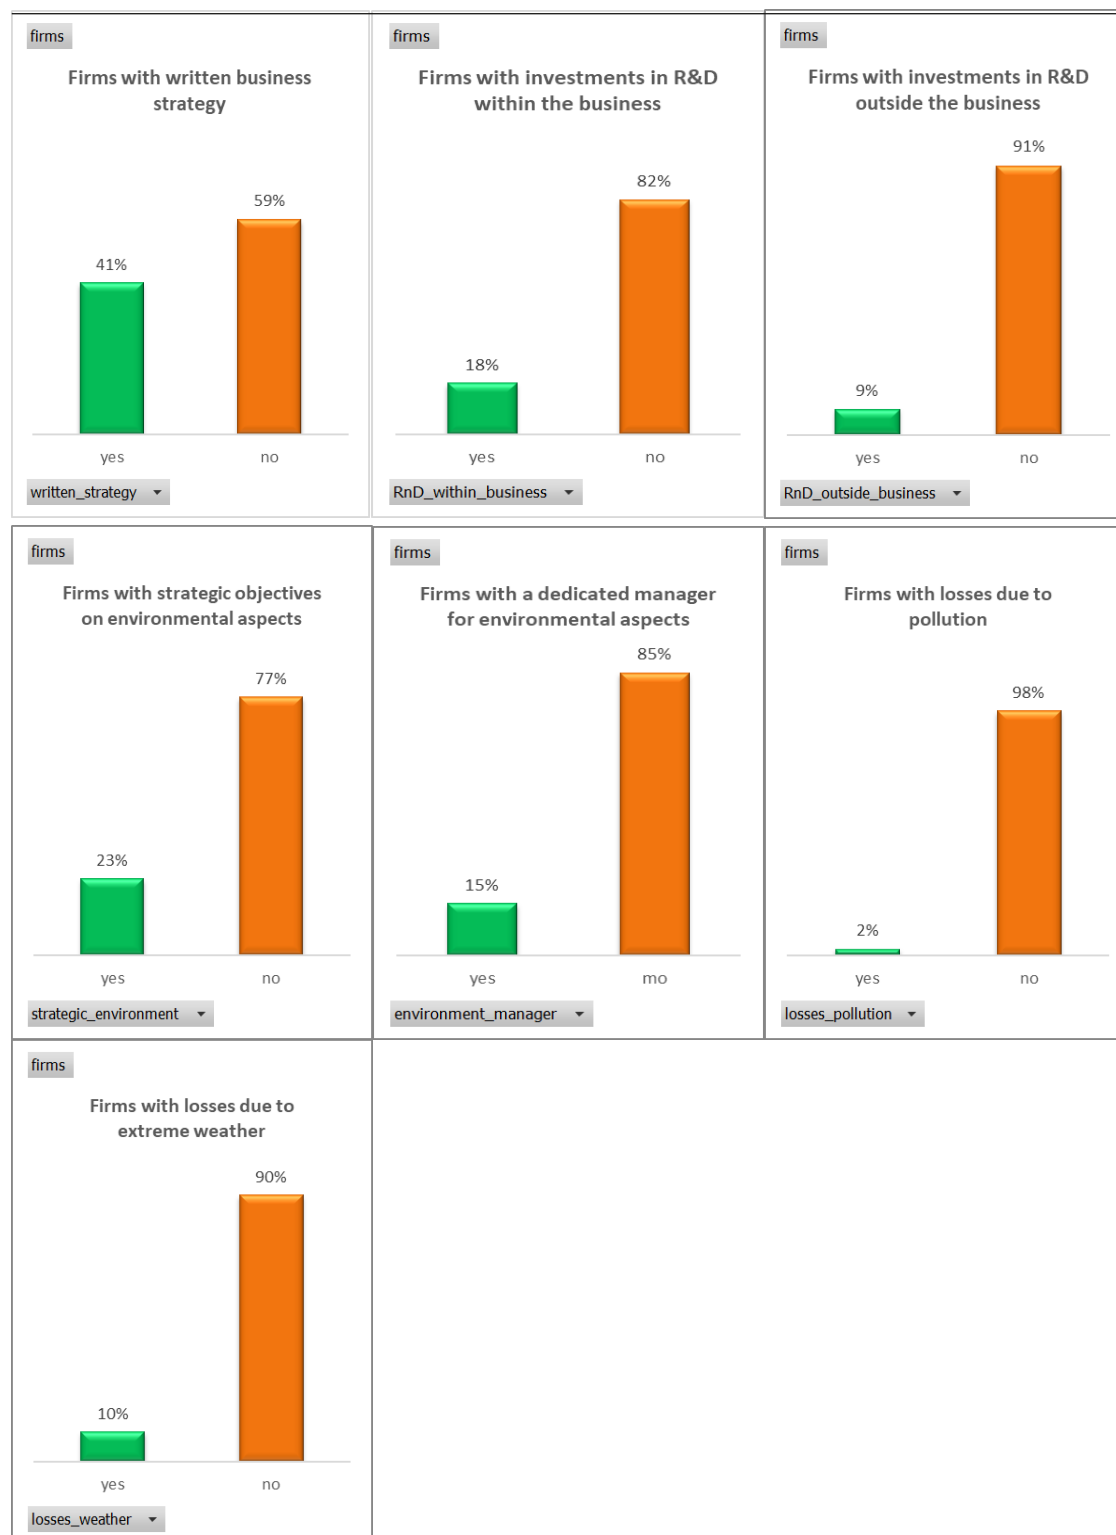 firms
Firms with written business
strategy
59%
41%
yes
no
written_strategy
firms
Firms with investments in R&D
within the business
82%
18%
yes
no
RnD_within_business
firms
Firms with investments in R&D
outside the business
91%
9%
yes
no
RnD_outside_business
firms
Firms with strategic objectives
on environmental aspects
77%
23%
yes
no
strategic_environment
firms
Firms with a dedicated manager
for environmental aspects
85%
15%
yes
mo
environment_manager
firms
Firms with losses due to
pollution
98%
2%
yes
no
losses_pollution
firms
Firms with losses due to
extreme weather
90%
10%
yes
no
losses_weather